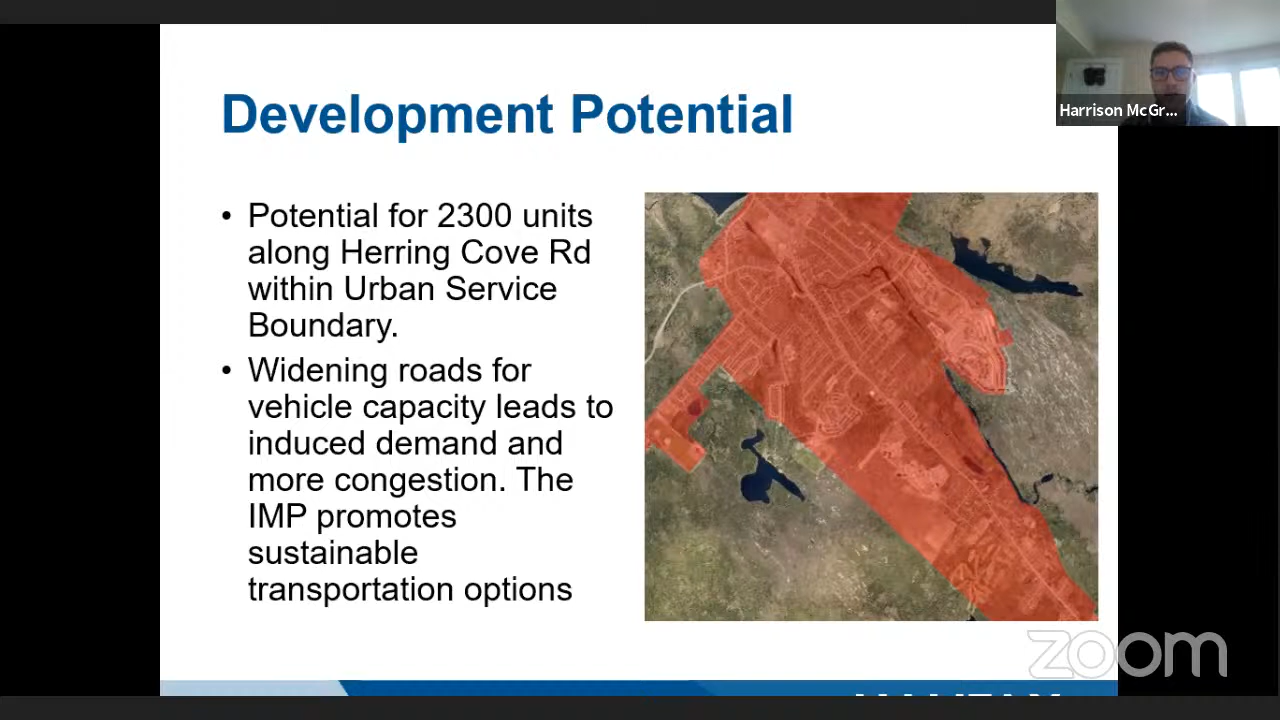 Development Potential
Harrison McGr...
• Potential for 2300 units
along Herring Cove Rd
within Urban Service
Boundary.
• Widening roads for
vehicle capacity leads to
induced demand and
more congestion. The
IMP promotes
sustainable
transportation options
zoom